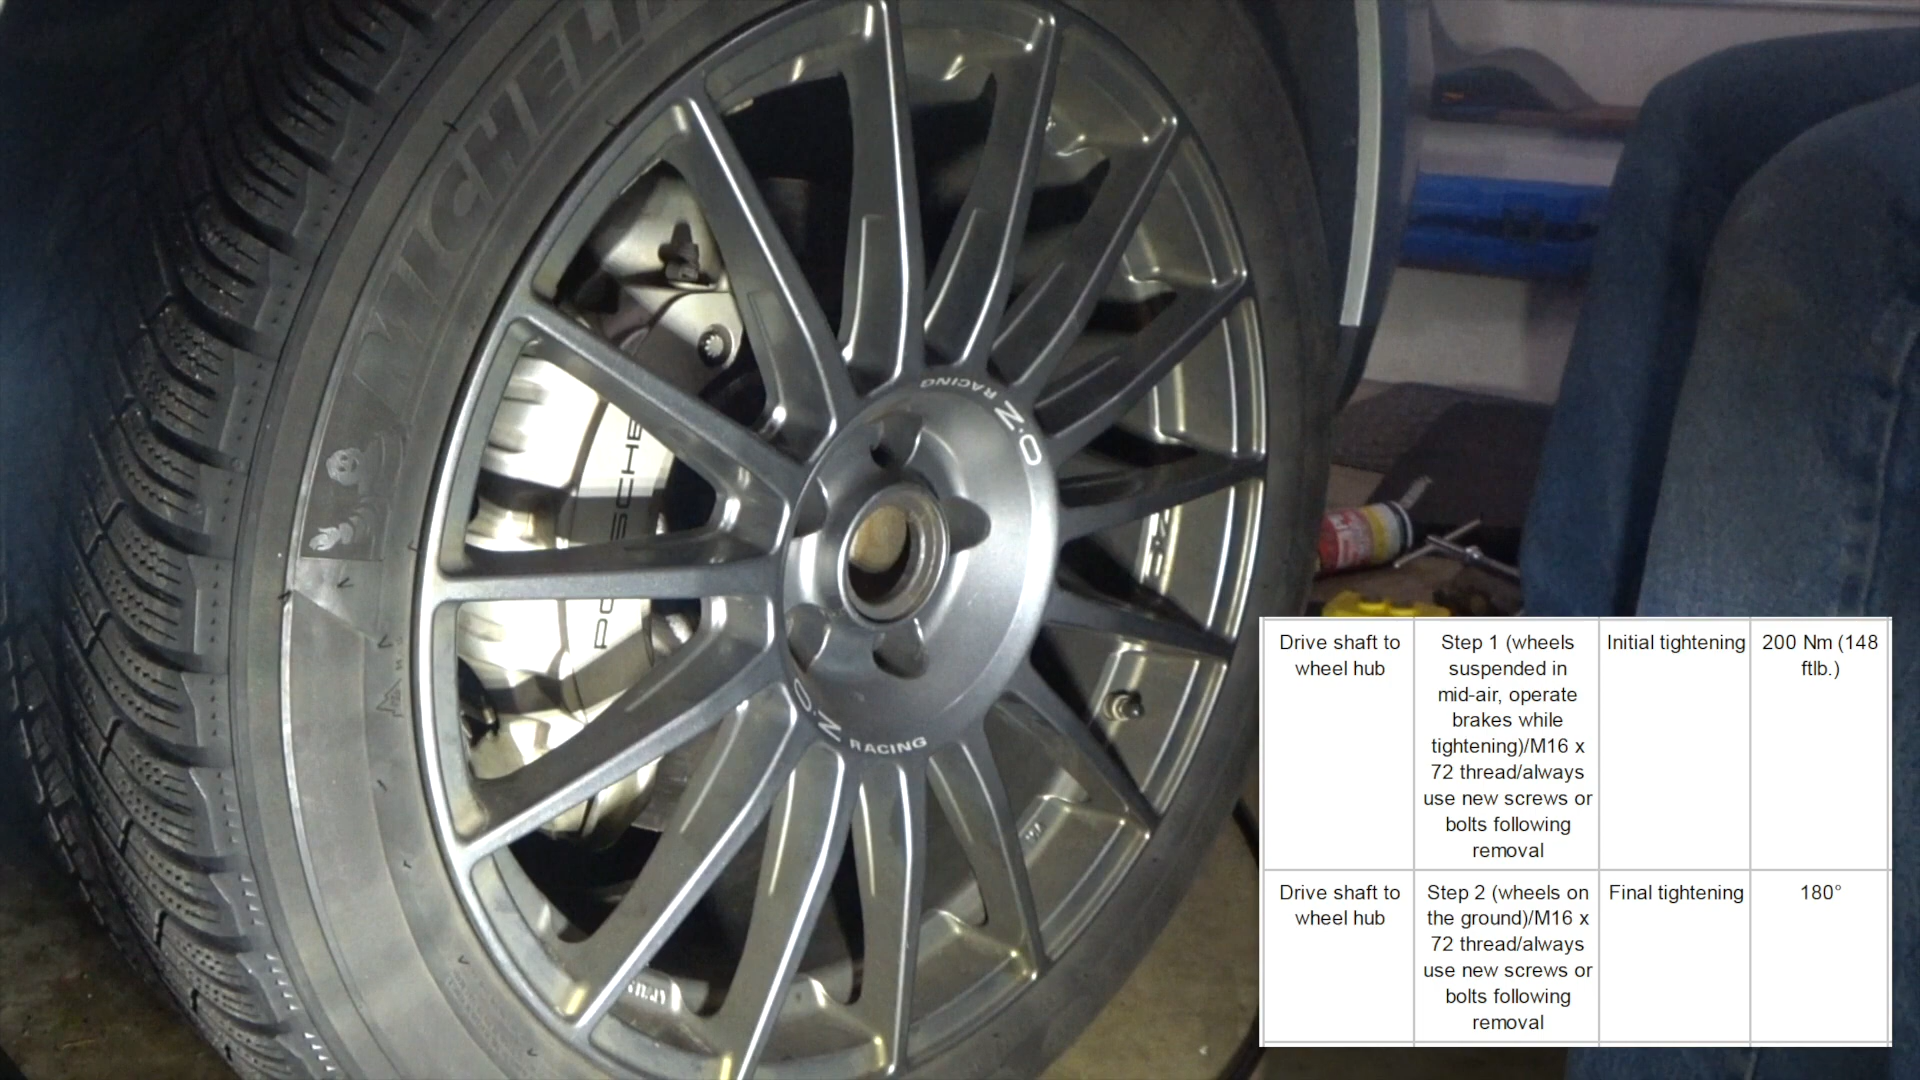 MICHELIN
PORSCHE
O.Z RACING
O.Z RACING
Drive shaft to
wheel hub
Step 1 (wheels
suspended in
mid-air, operate
brakes while
tightening)/M16 x
72 thread/always
use new screws or
bolts following
removal
Initial tightening
200 Nm (148
ftlb.)
Drive shaft to
wheel hub
Step 2 (wheels on
the ground)/M16 x
72 thread/always
use new screws or
bolts following
removal
Final tightening
180°